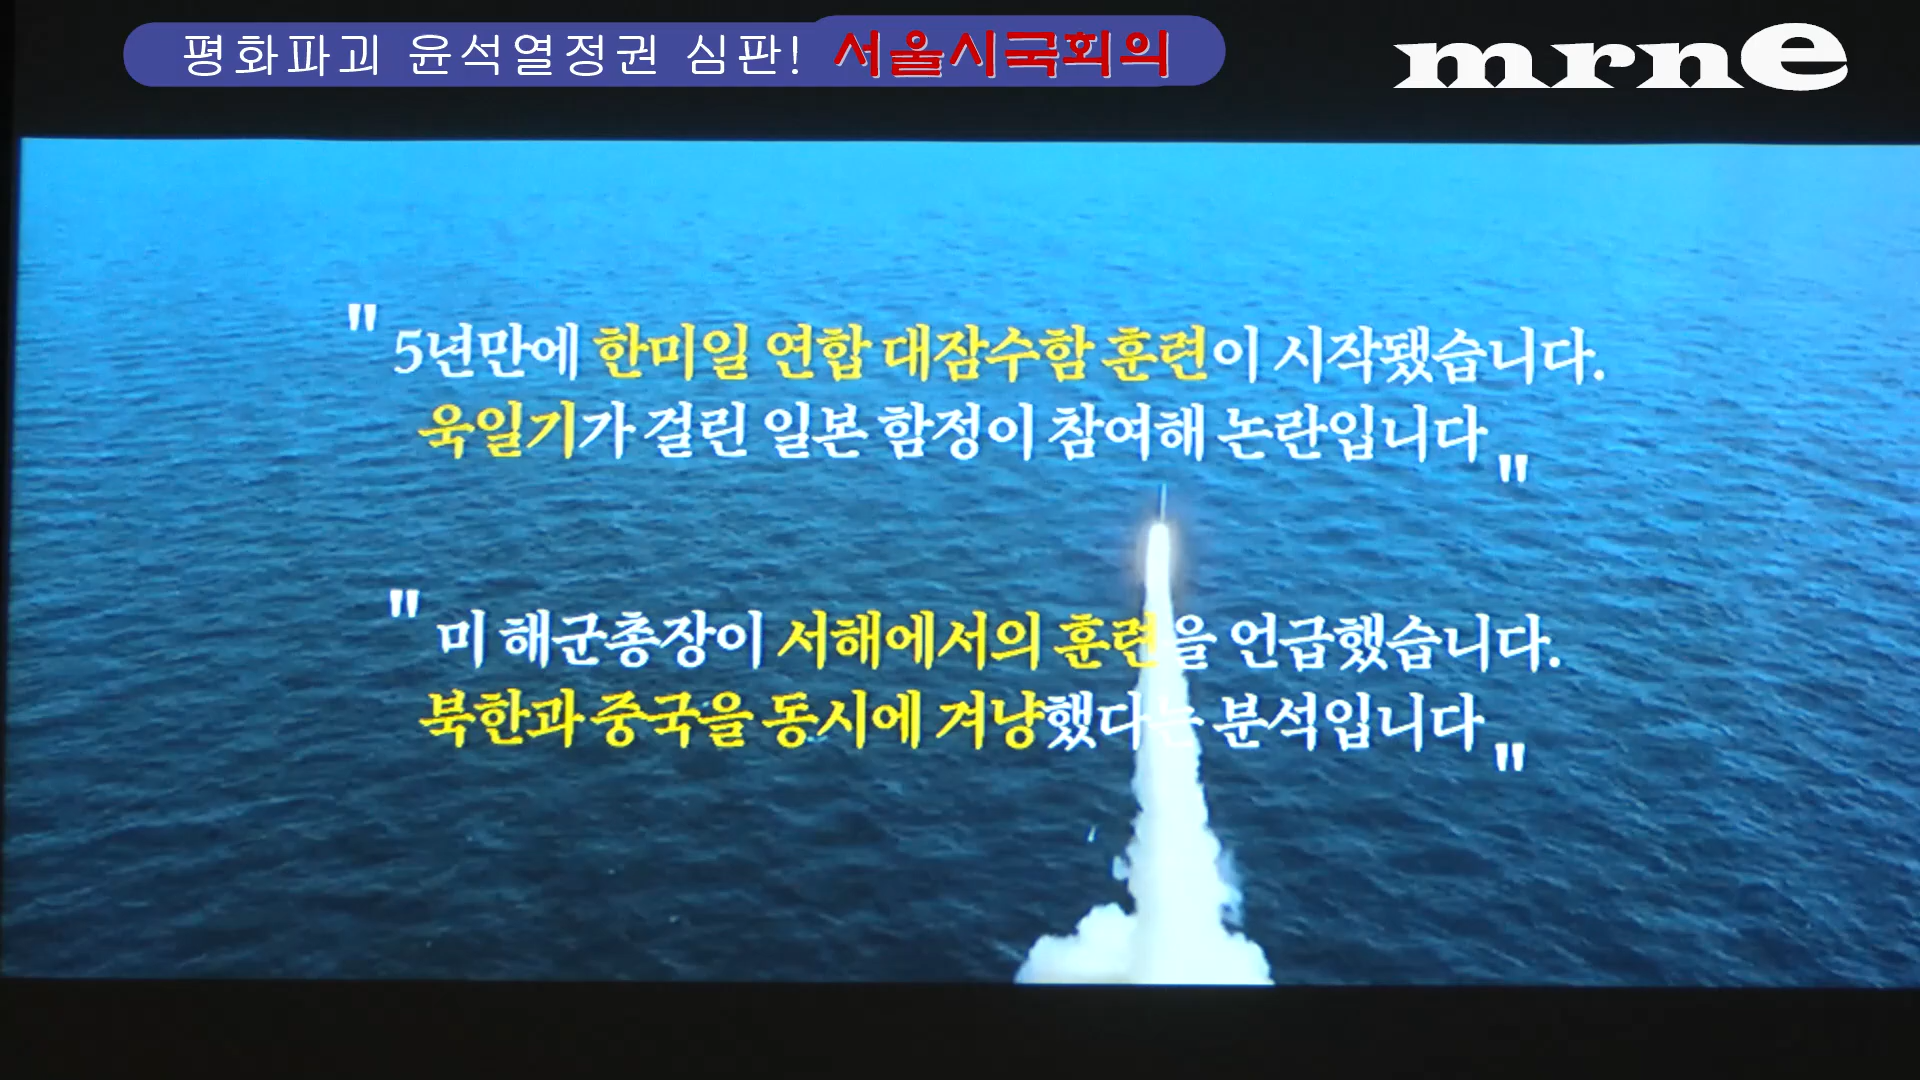 평화파괴 윤석열정권 심판! 서울시국회의
mrne
" 5년만에 한미일 연합 대잠수함 훈련이 시작됐습니다.
욱일기가 걸린 일본 함정이 참여해 논란입니다 "
" 미 해군총장이 서해에서의 훈련을 언급했습니다.
북한과 중국을 동시에 겨냥했다는 분석입니다 "